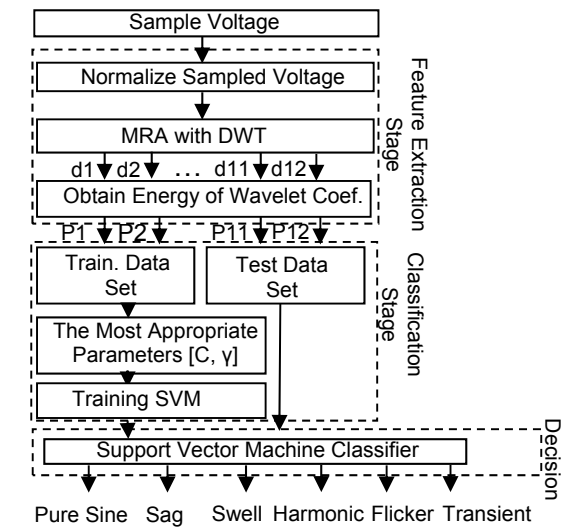 Sample Voltage
Normalize Sampled Voltage
MRA with DWT
d1 d2 ... d11 d12
Obtain Energy of Wavelet Coef.
Feature Extraction
Stage
P1 P2 P11 P12
Train. Data
Set
Test Data
Set
The Most Appropriate
Parameters [C, γ]
Training SVM
Classification
Stage
Support Vector Machine Classifier
Decision
Pure Sine Sag Swell Harmonic Flicker Transient